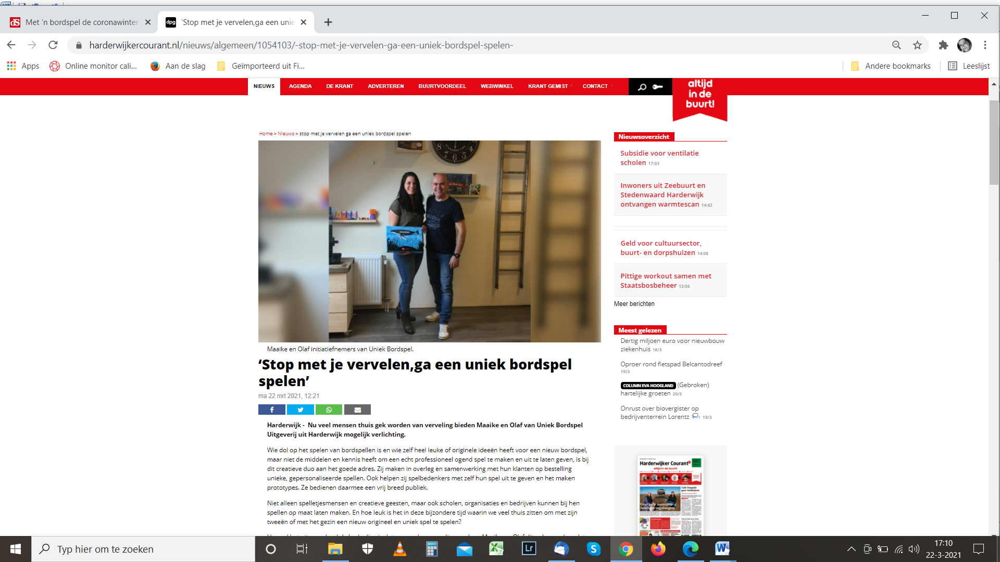 Met 'n bordspel de coronawinter
'Stop met je vervelen,ga een unie
harderwijkercourant.nl/nieuws/algemeen/1054103/-stop-met-je-vervelen-ga-een-uniek-bordspel-spelen-
Apps
Online monitor cali...
Aan de slag
Geïmporteerd uit Fi...
Andere bookmarks
Leeslijst
NIEUWS
AGENDA
DE KRANT
ADVERTEREN
BUURTVOORDEEL
WEBWINKEL
KRANT GEMIST
CONTACT
altijd
in de
buurt!
Home > Nieuws > stop met je vervelen ga een uniek bordspel spelen
Maaike en Olaf initiatiefnemers van Uniek Bordspel.
‘Stop met je vervelen,ga een uniek bordspel
spelen’
ma 22 mrt 2021, 12:21
Harderwijk - Nu veel mensen thuis gek worden van verveling bieden Maaike en Olaf van Uniek Bordspel
Uitgeverij uit Harderwijk mogelijk verlichting.
Wie dol op het spelen van bordspellen is en wie zelf heel leuke of originele ideeën heeft voor een nieuw bordspel,
maar niet de middelen en kennis heeft om een echt professioneel ogend spel te maken en uit te laten geven, is bij
dit creatieve duo aan het goede adres. Zij maken in overleg en samenwerking met hun klanten op bestelling
unieke, gepersonaliseerde spellen. Ook helpen zij spelbedenkers met zelf hun spel uit te geven en het maken
prototypes. Ze bedienen daarmee een vrij breed publiek.
Niet alleen spelletjesmensen en creatieve geesten, maar ook scholen, organisaties en bedrijven kunnen bij hen
spellen op maat laten maken. En hoe leuk is het in deze bijzondere tijd waarin we veel thuis zitten om met zijn
tweeën of met het gezin een nieuw origineel en uniek spel te spelen?
Nieuwsoverzicht
Subsidie voor ventilatie
scholen 17:03
Inwoners uit Zeebuurt en
Stedenwaard Harderwijk
ontvangen warmtescan 14:42
Geld voor cultuursector,
buurt- en dorpshuizen 14:08
Pittige workout samen met
Staatsbosbeheer 13:56
Meer berichten
Meest gelezen
Dertig miljoen euro voor nieuwbouw
ziekenhuis 18/3
Oproer rond fietspad Belcantodreef
19/3
COLUMN EVA HOOGLAND (Gebroken)
hartelijke groeten 20/3
Onrust over biovergister op
bedrijventerrein Lorentz 1 19/3
Harderwijker Courant
altijd in de buurt!
Typ hier om te zoeken
17:10
22-3-2021